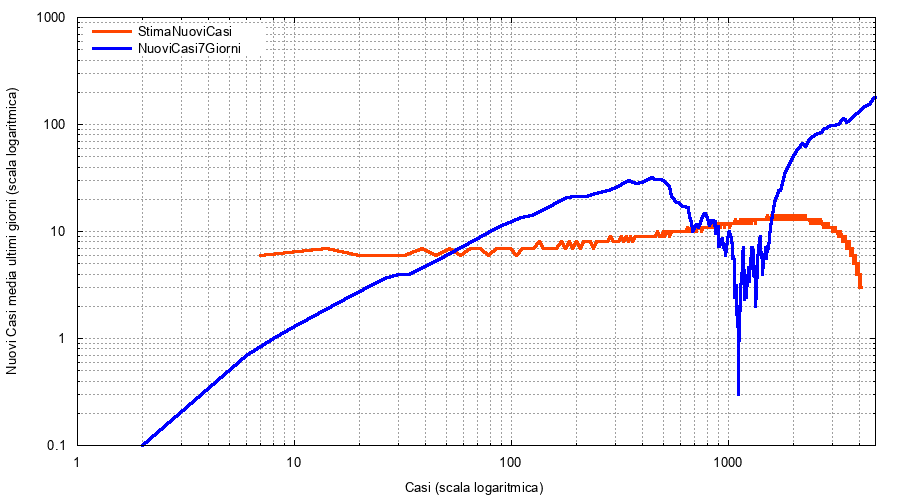 StimaNuoviCasi
NuoviCasi7Giorni
1000
100
10
1
0.1
1
10
100
1000
Nuovi Casi media ultimi giorni (scala logaritmica)
Casi (scala logaritmica)